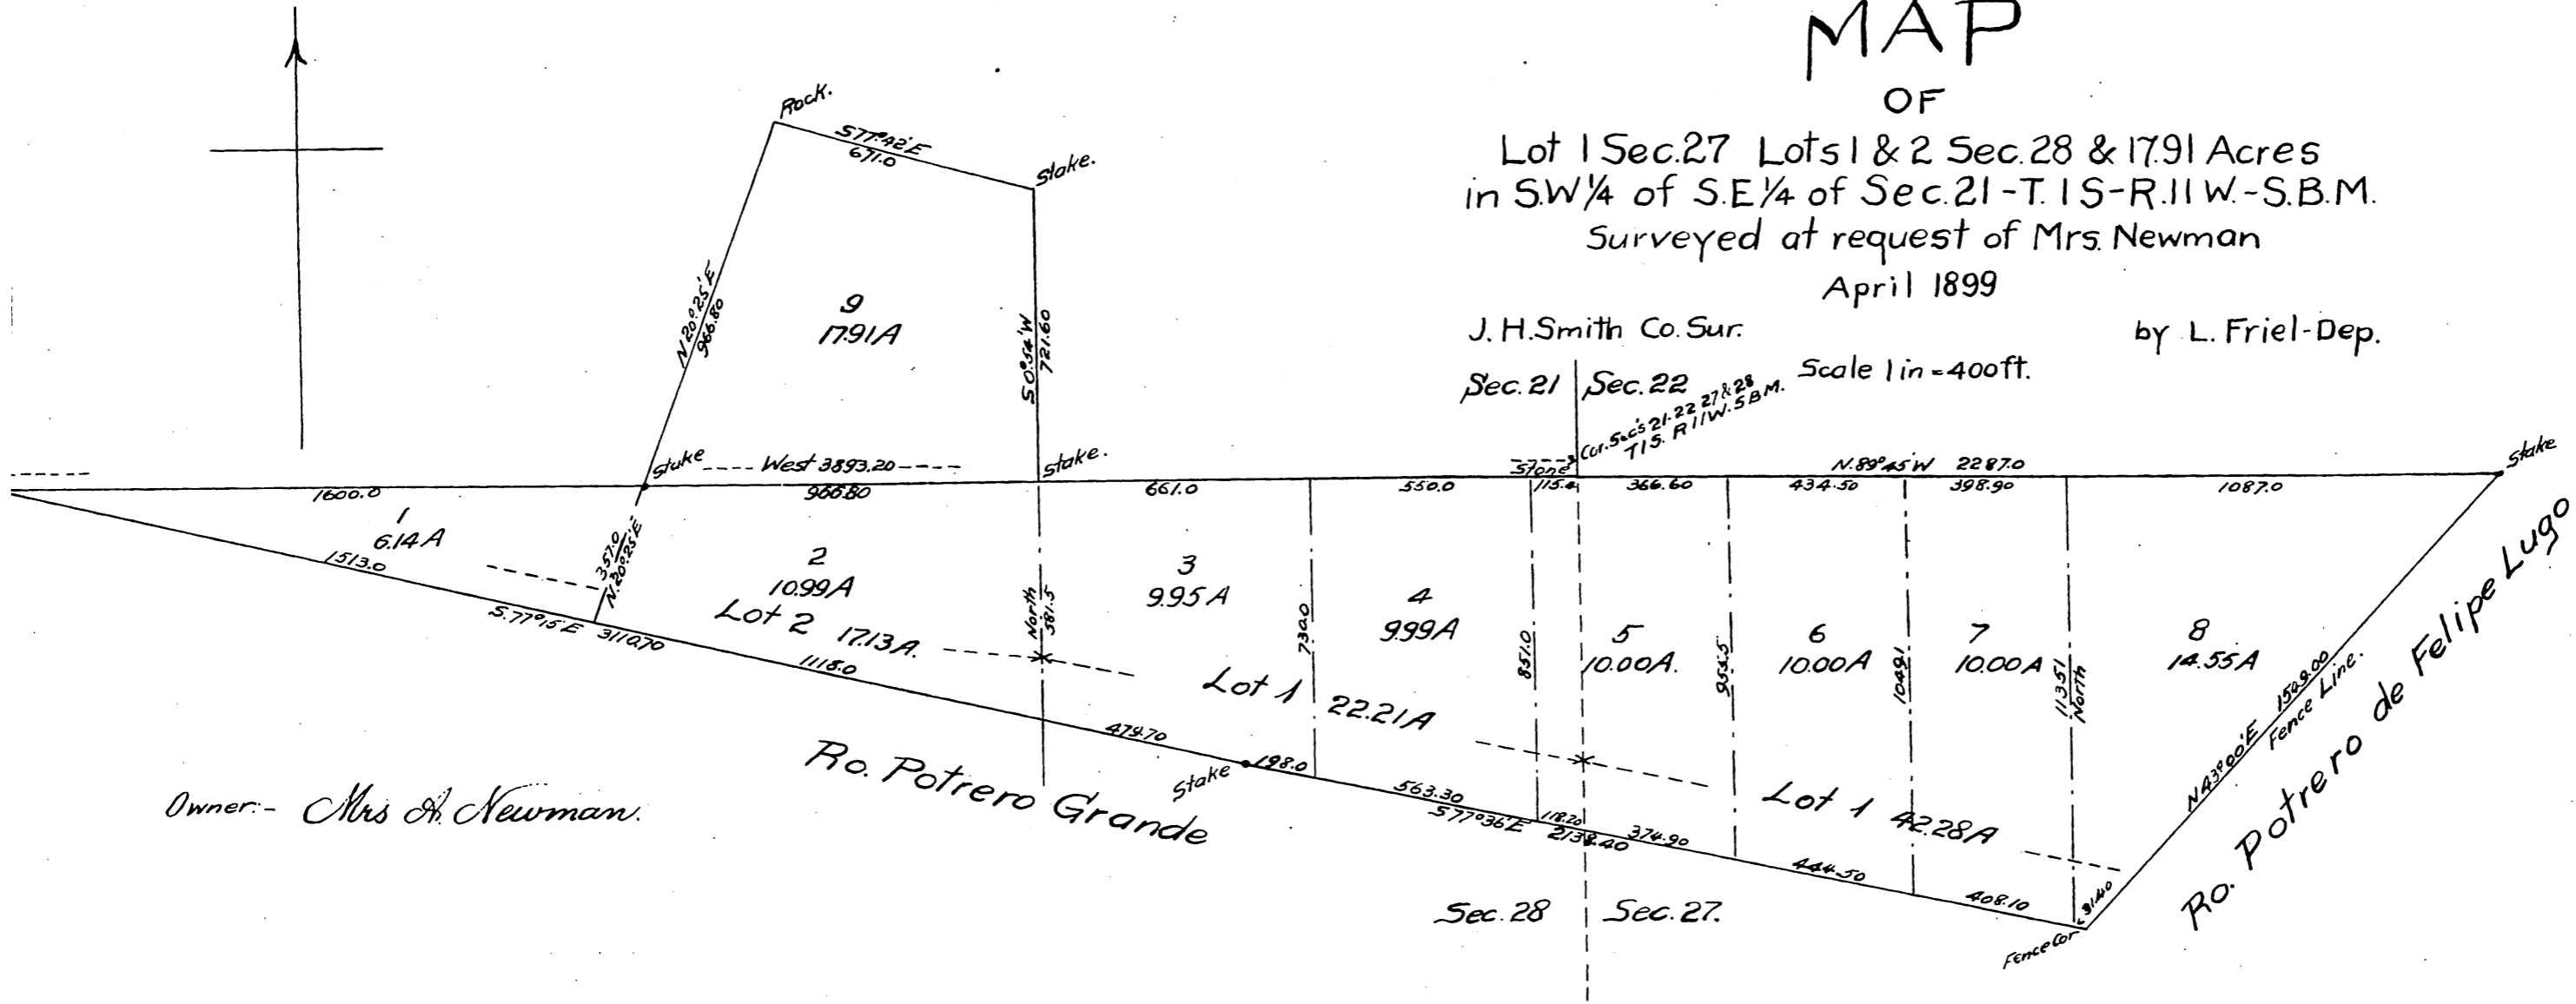 MAP
OF
Lot 1 Sec.27 Lots 1 & 2 Sec. 28 & 17.91 Acres
in S.W 1/4 of S.E 1/4 of Sec. 21 - T. 1 S - R. 11 W. - S.B.M.
Surveyed at request of Mrs. Newman
April 1899
J. H. Smith Co. Sur.
by L. Friel - Dep.
Scale 1 in = 400 ft.
Sec. 21
Sec. 22
Cor. Sec's 21. 22 27 & 28
T 1 S. R 11 W. S B M.
Stone
Rock.
S 77° 42' E
671.0
Stake.
N 20° 25' E
966.80
9
17.91 A
S 0° 54' W
721.60
Stake
West 3893.20
Stake.
N. 89° 45' W 2287.0
Stake
1600.0
966.80
661.0
550.0
115.4
366.60
434.50
398.90
1087.0
1
6.14 A
1513.0
357.0
N. 20° 25' E
2
10.99 A
Lot 2 17.13 A.
North
581.5
3
9.95 A
730.0
4
9.99 A
851.0
5
10.00 A.
6
10.00 A
1049.1
7
10.00 A
1135.1
North
8
14.55 A
S. 77° 15' E 3110.70
1118.0
479.70
Stake
198.0
Lot 1 22.21 A
563.30
S 77° 36' E
118.20
374.90
444.50
408.10
Lot 1 42.28 A
Fence Cor
31.40
N 43° 00' E
Fence Line.
Ro. Potrero de Felipe Lugo
Ro. Potrero Grande
Sec. 28
Sec. 27.
Owner:- Mrs A. Newman.